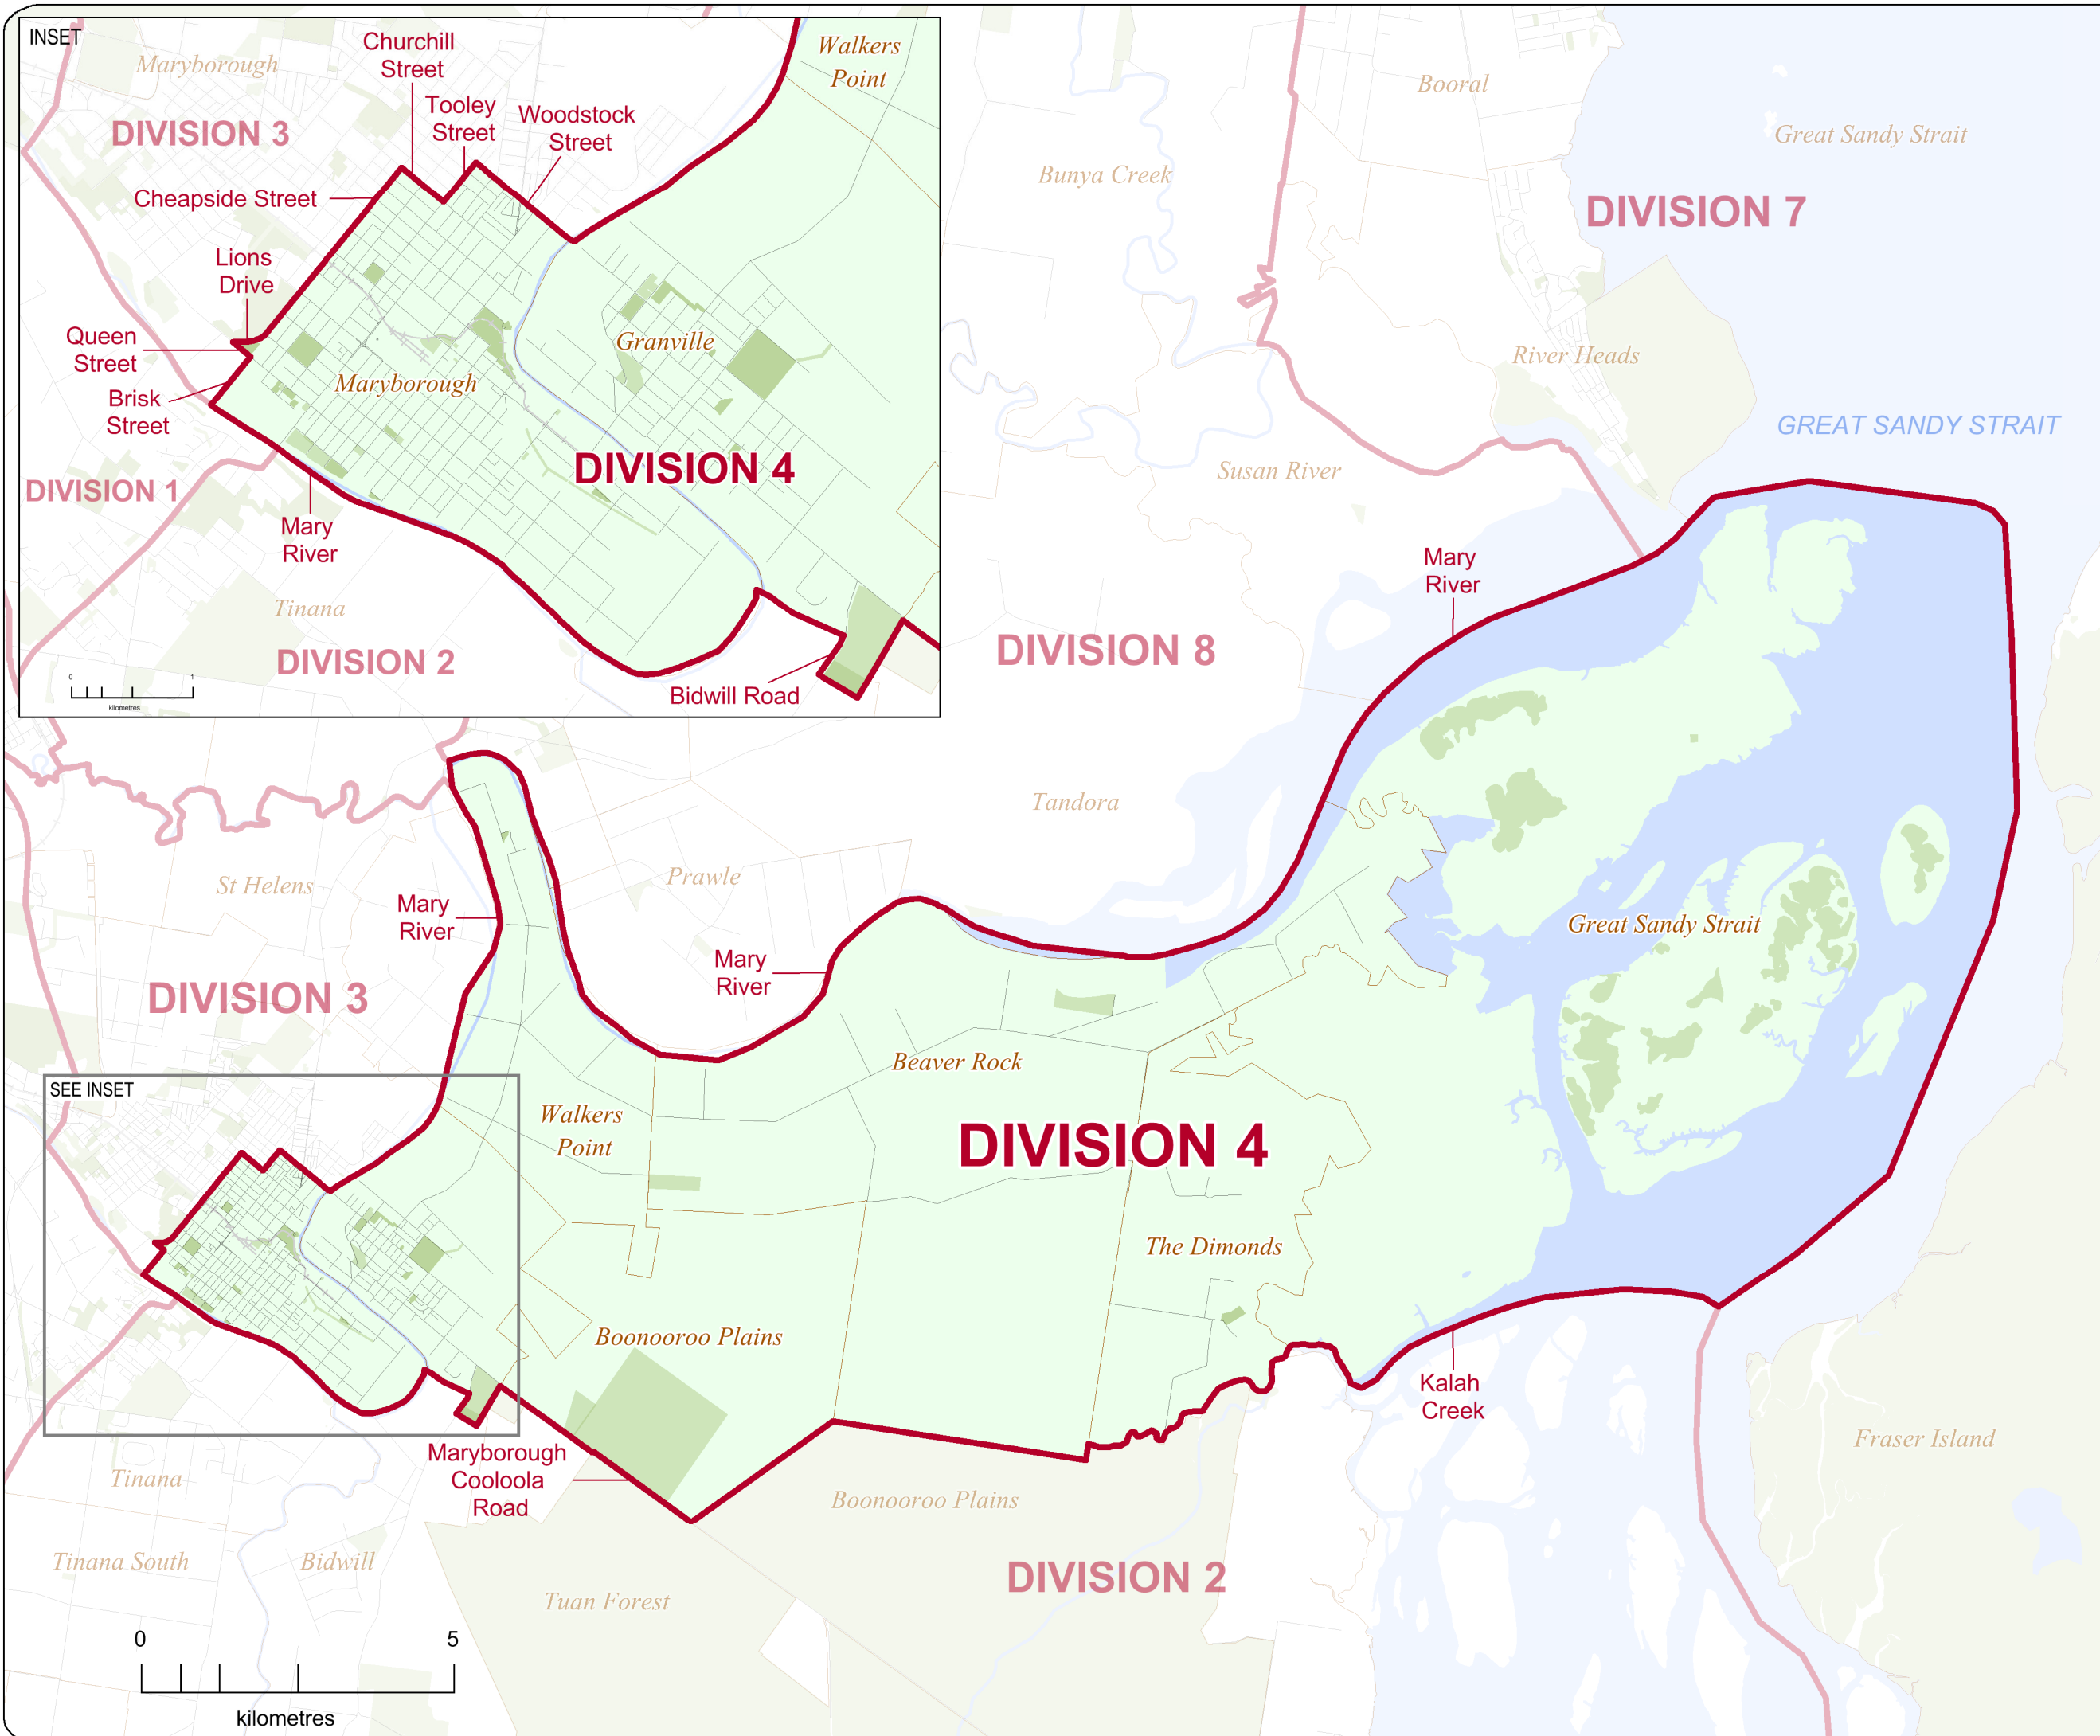 INSET
Maryborough
DIVISION 3
Churchill
Street
Tooley
Street
Woodstock
Street
Walkers
Point
Cheapside Street
Lions
Drive
Queen
Street
Brisk
Street
Granville
Maryborough
DIVISION 4
DIVISION 1
Mary
River
Tinana
DIVISION 2
Bidwill Road
0
1
kilometres
Booral
Great Sandy Strait
Bunya Creek
DIVISION 7
River Heads
GREAT SANDY STRAIT
Susan River
Mary
River
DIVISION 8
Tandora
St Helens
Mary
River
Prawle
Mary
River
Great Sandy Strait
DIVISION 3
Beaver Rock
SEE INSET
Walkers
Point
DIVISION 4
The Dimonds
Boonooroo Plains
Kalah
Creek
Maryborough
Cooloola
Road
Fraser Island
Tinana
Boonooroo Plains
Tinana South
Bidwill
DIVISION 2
Tuan Forest
0
5
kilometres